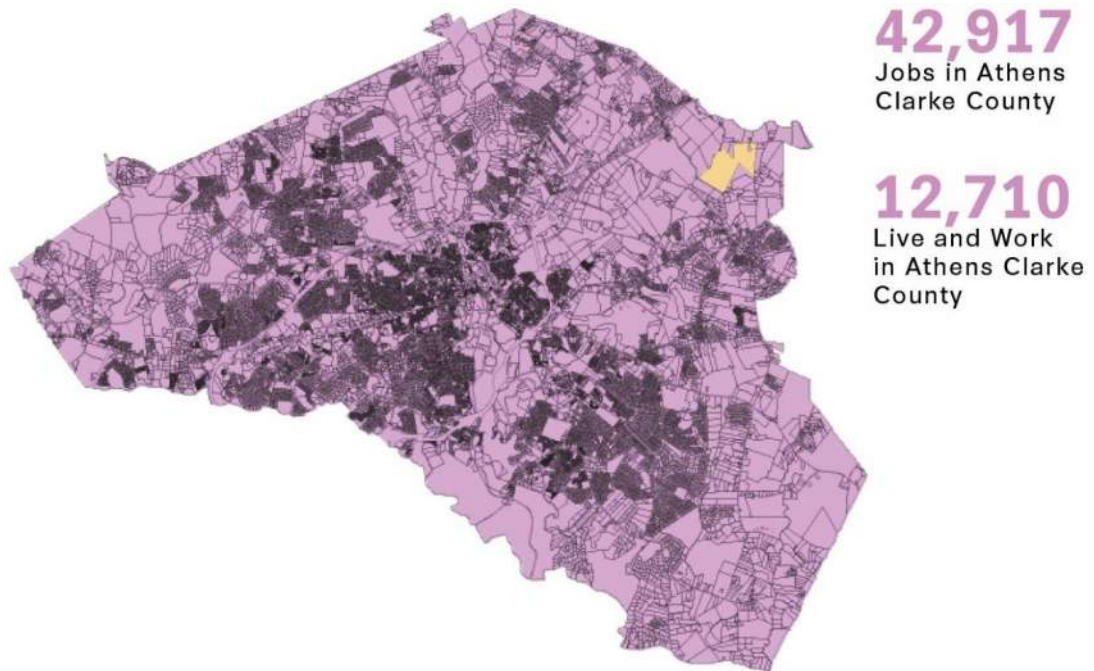 42,917
Jobs in Athens
Clarke County
12,710
Live and Work
in Athens Clarke
County